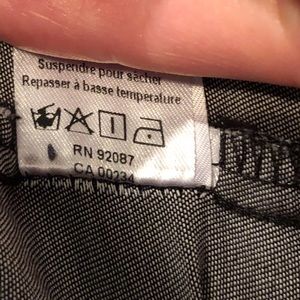 Suspendre pour sécher
Repasser à basse température
RN 92087
CA 00234